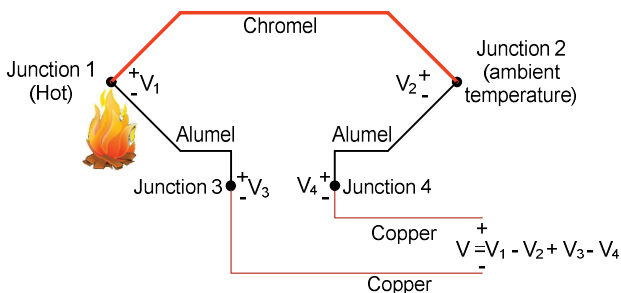 Chromel
Junction 1
(Hot)
+
-
V1
V2
+
-
Junction 2
(ambient
temperature)
Alumel
Alumel
Junction 3
+
-
V3
V4
+
-
Junction 4
Copper
+
V = V1 - V2 + V3 - V4
-
Copper